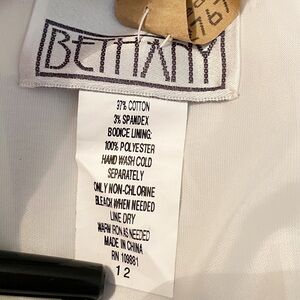 BETHANY
37% COTTON
3% SPANDEX
BODICE LINING:
100% POLYESTER
HAND WASH COLD
SEPARATELY
ONLY NON-CHLORINE
BLEACH WHEN NEEDED
LINE DRY
WARM IRON AS NEEDED
MADE IN CHINA
RN 109881
12